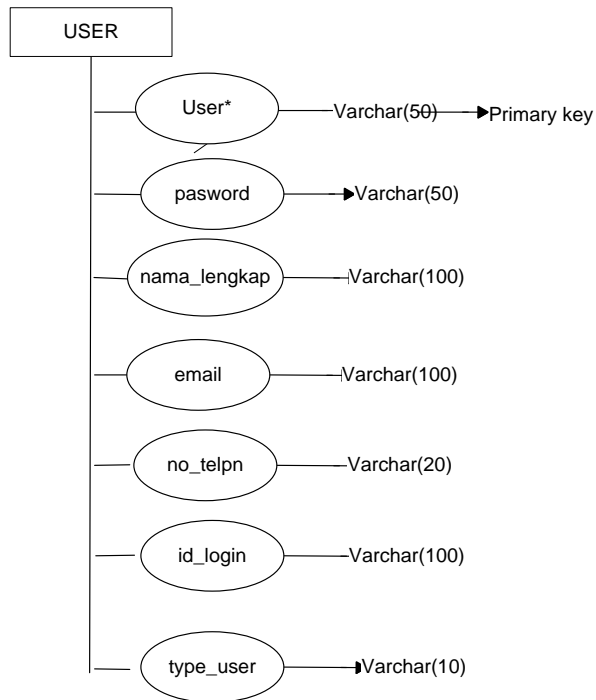 USER
User* Varchar(50) Primary key
pasword Varchar(50)
nama_lengkap Varchar(100)
email Varchar(100)
no_telpn Varchar(20)
id_login Varchar(100)
type_user Varchar(10)